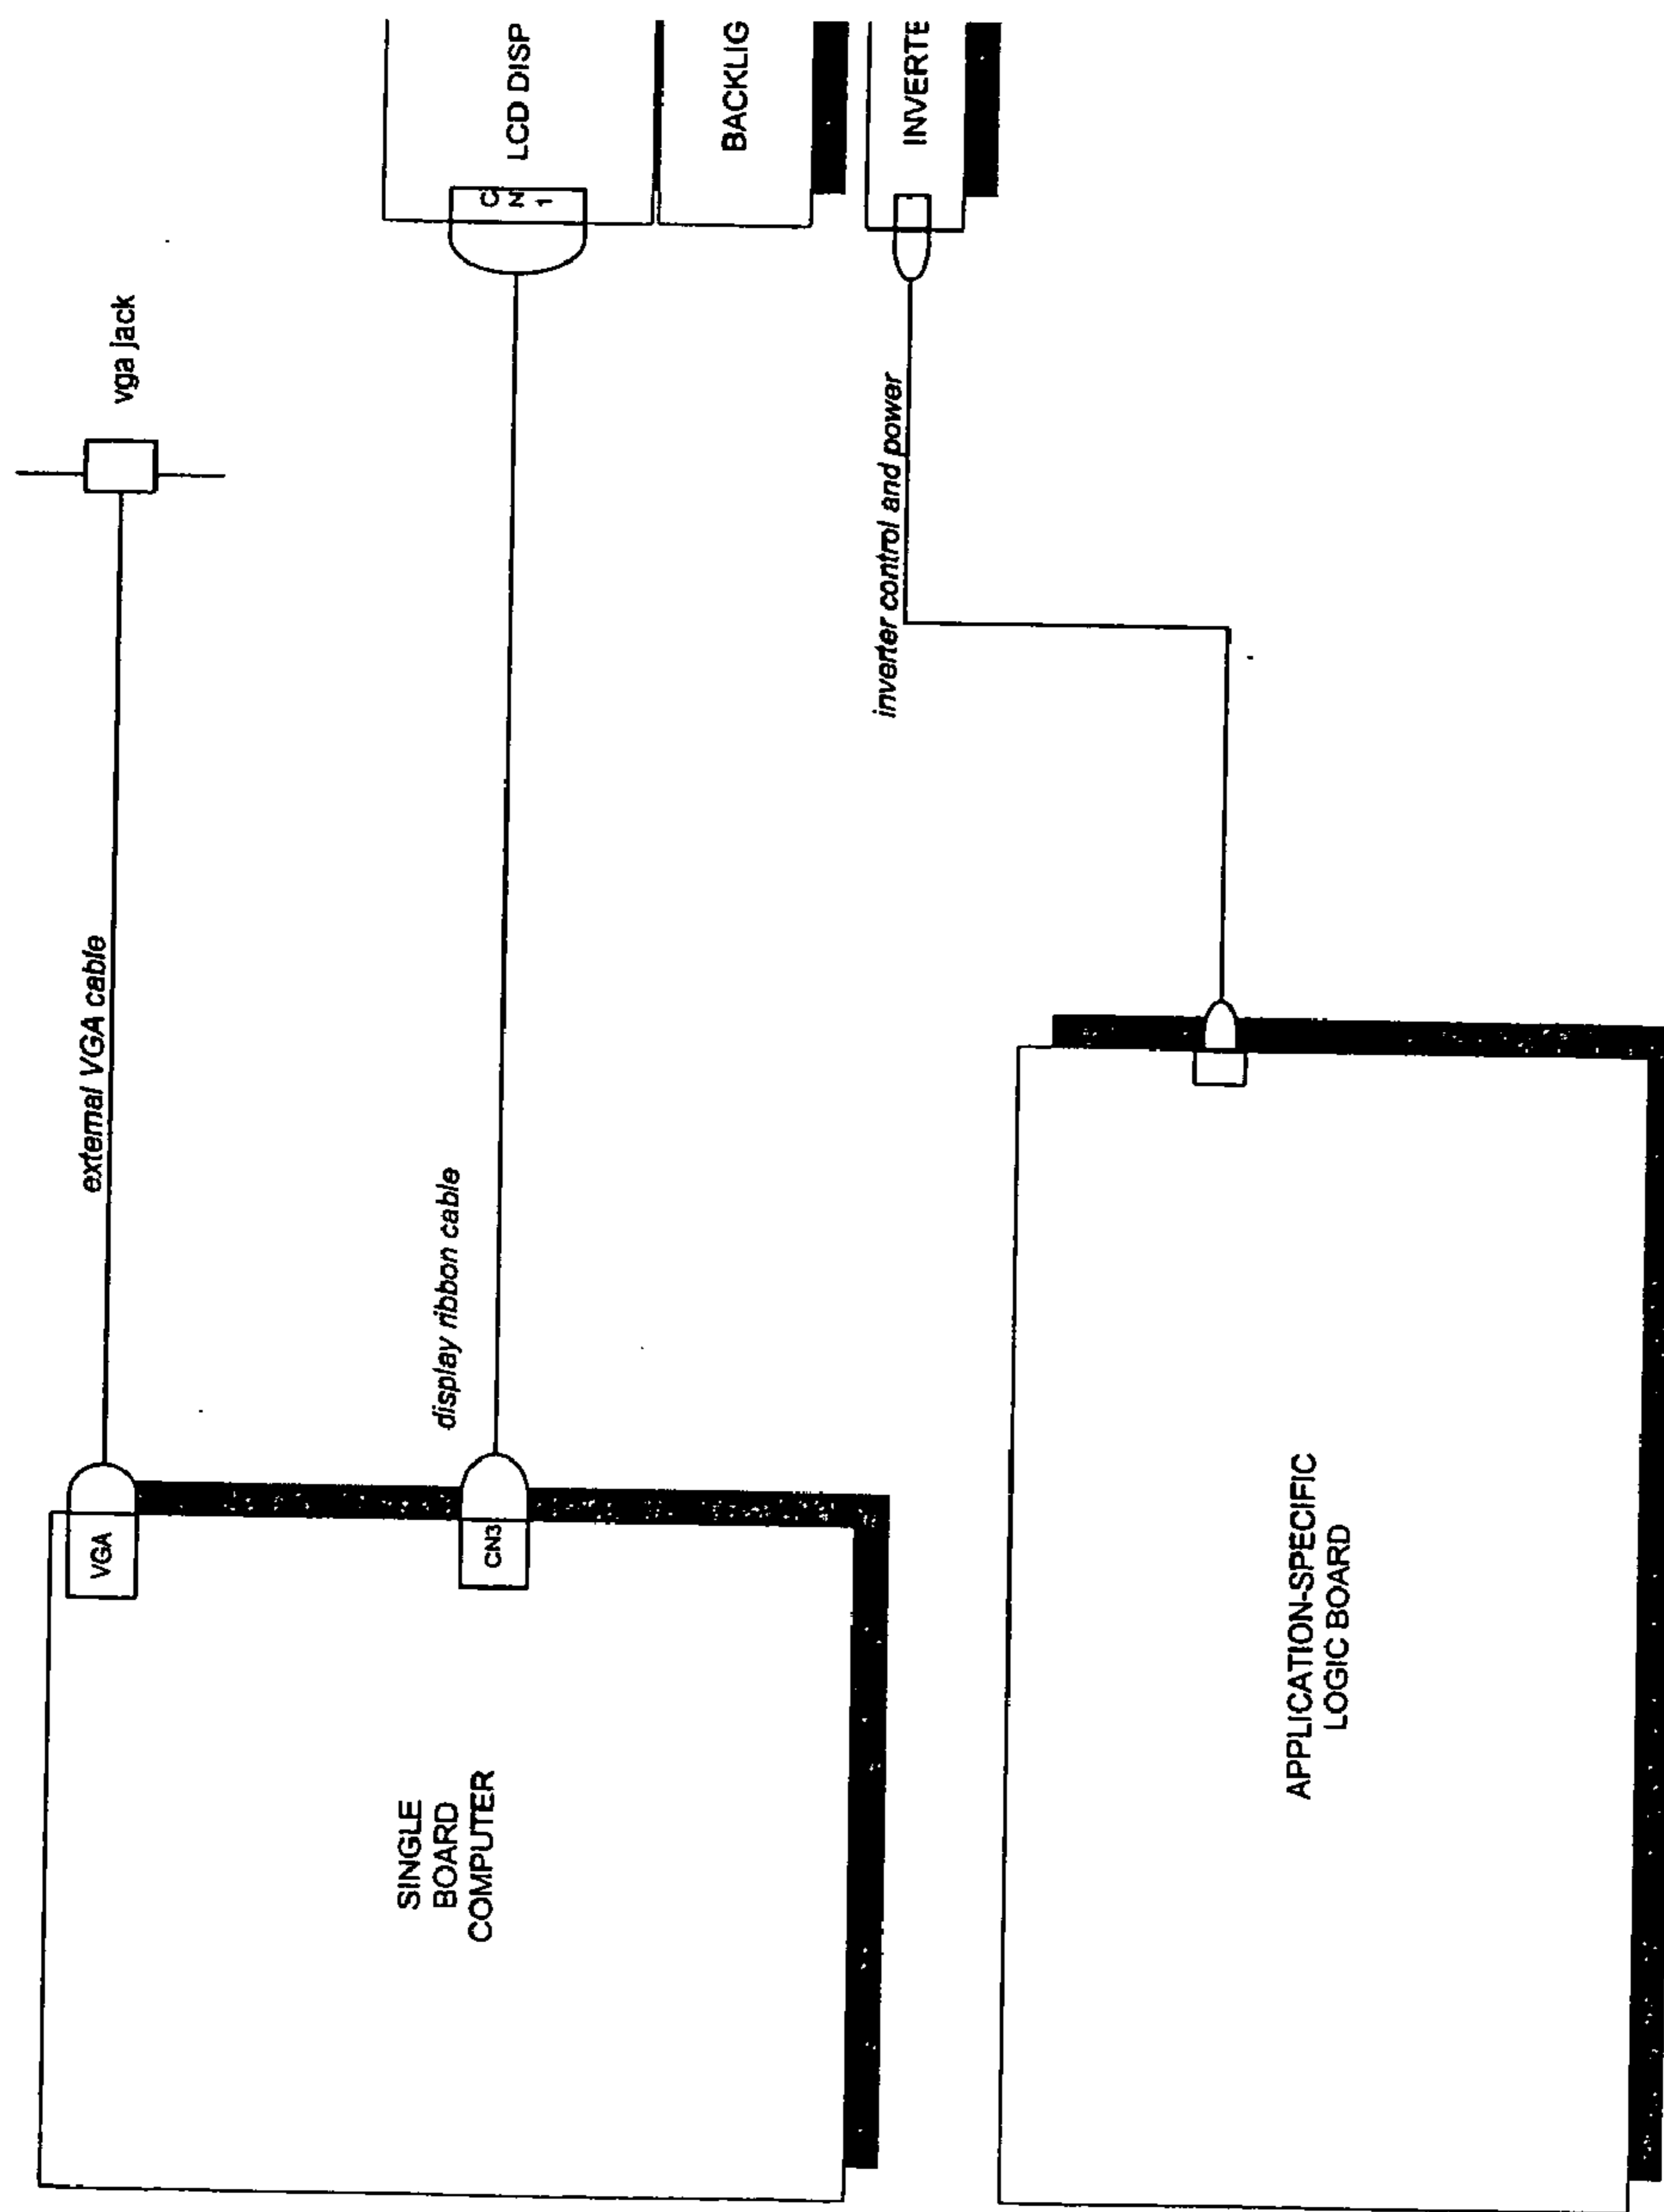 vga jack
external VGA cable
VGA
LCD DISP
CN1
display ribbon cable
CN3
SINGLE
BOARD
COMPUTER
BACKLIG
INVERTE
inverter control and power
APPLICATION-SPECIFIC
LOGIC BOARD